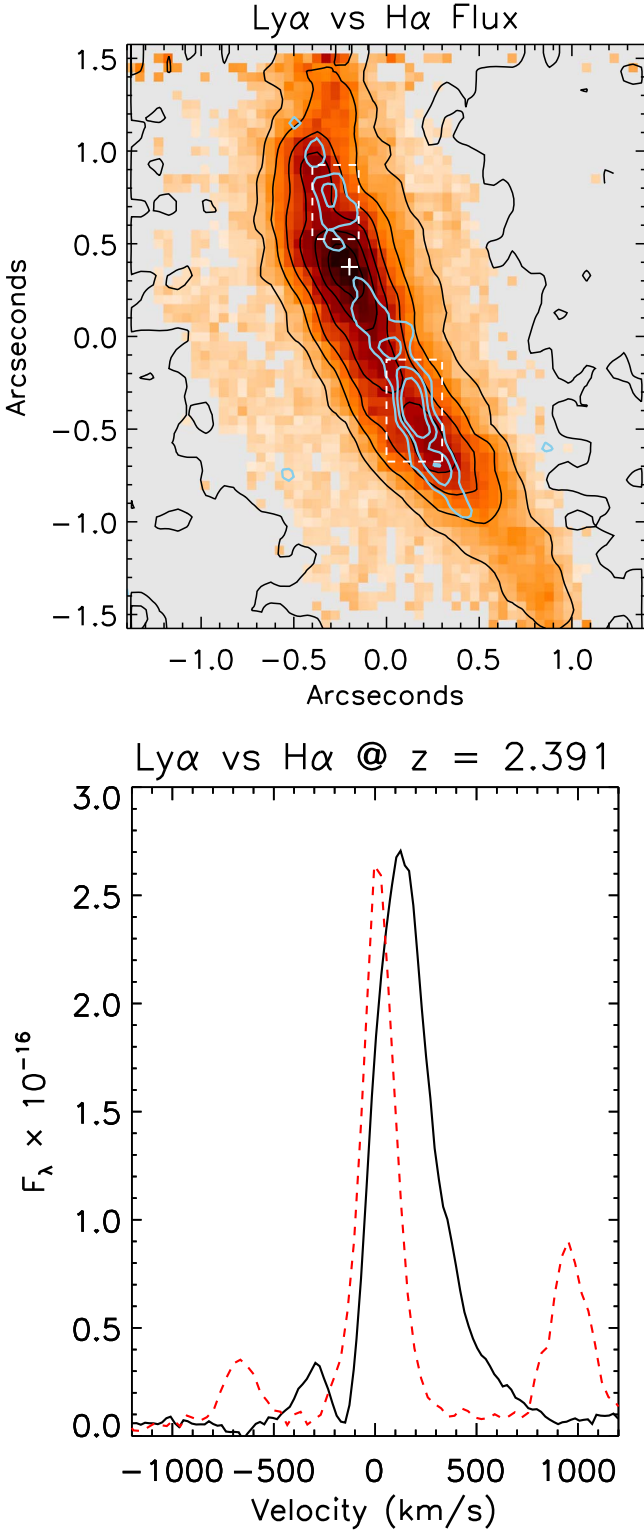 Lyα vs Hα Flux
1.5
1.0
0.5
0.0
−0.5
−1.0
−1.5
Arcseconds
−1.0 −0.5 0.0 0.5 1.0
Arcseconds
Lyα vs Hα @ z = 2.391
3.0
2.5
2.0
1.5
1.0
0.5
0.0
F_λ × 10^−16
−1000 −500 0 500 1000
Velocity (km/s)